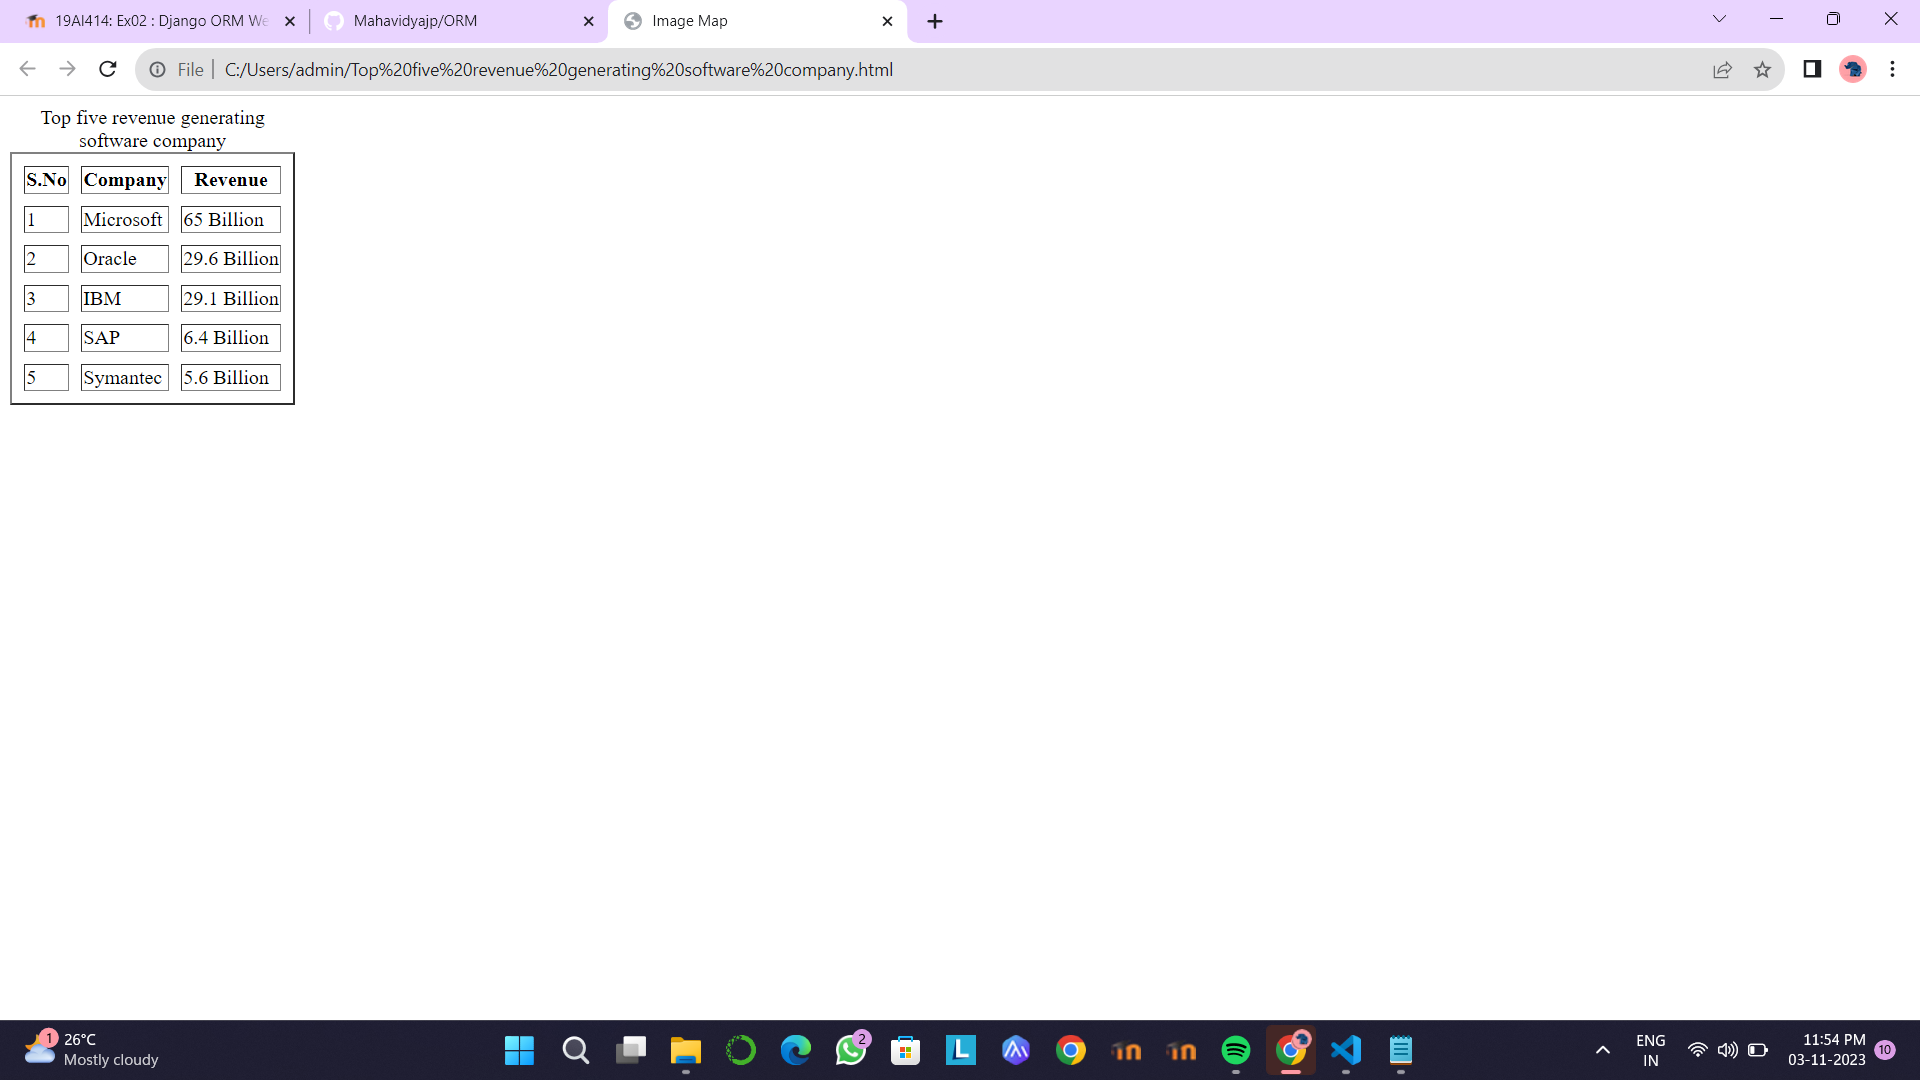 19AI414: Ex02 : Django ORM We
Mahavidyajp/ORM
Image Map
File
C:/Users/admin/Top%20five%20revenue%20generating%20software%20company.html
Top five revenue generating
software company
S.No Company Revenue
1 Microsoft 65 Billion
2 Oracle 29.6 Billion
3 IBM 29.1 Billion
4 SAP 6.4 Billion
5 Symantec 5.6 Billion
1
26°C
Mostly cloudy
2
L
ENG
IN
11:54 PM
03-11-2023
10